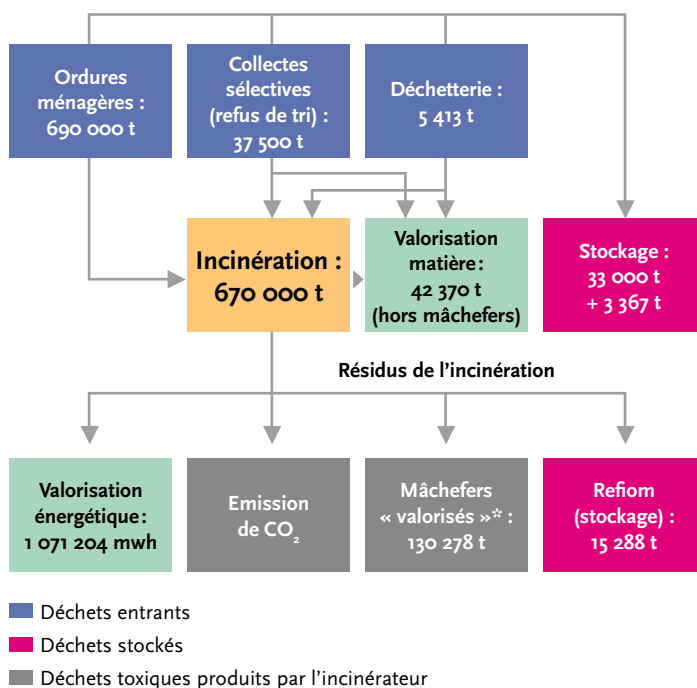 Ordures
ménagères :
690 000 t
Collectes
sélectives
(refus de tri) :
37 500 t
Déchetterie :
5 413 t
Incinération :
670 000 t
Valorisation
matière :
42 370 t
(hors mâchefers)
Stockage :
33 000 t
+ 3 367 t
Résidus de l'incinération
Valorisation
énergétique :
1 071 204 mwh
Emission
de CO₂
Mâchefers
« valorisés »* :
130 278 t
Refiom
(stockage) :
15 288 t
Déchets entrants
Déchets stockés
Déchets toxiques produits par l'incinérateur